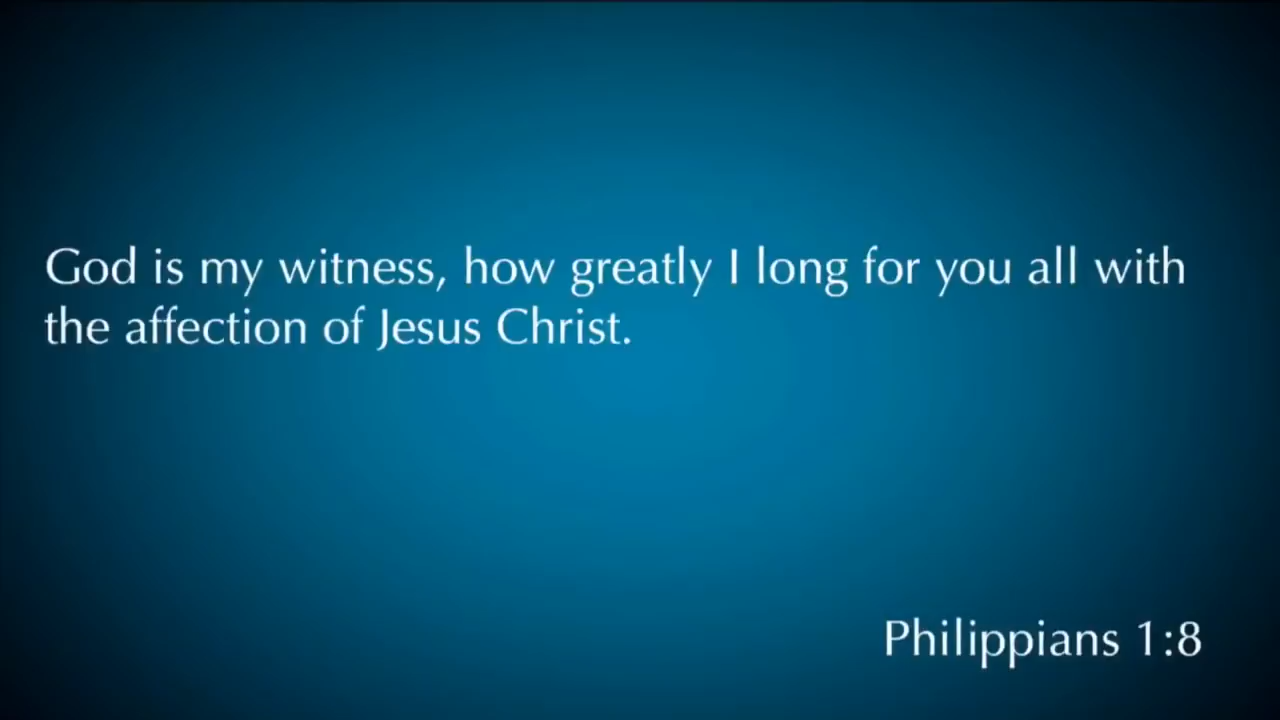 God is my witness, how greatly I long for you all with
the affection of Jesus Christ.
Philippians 1:8